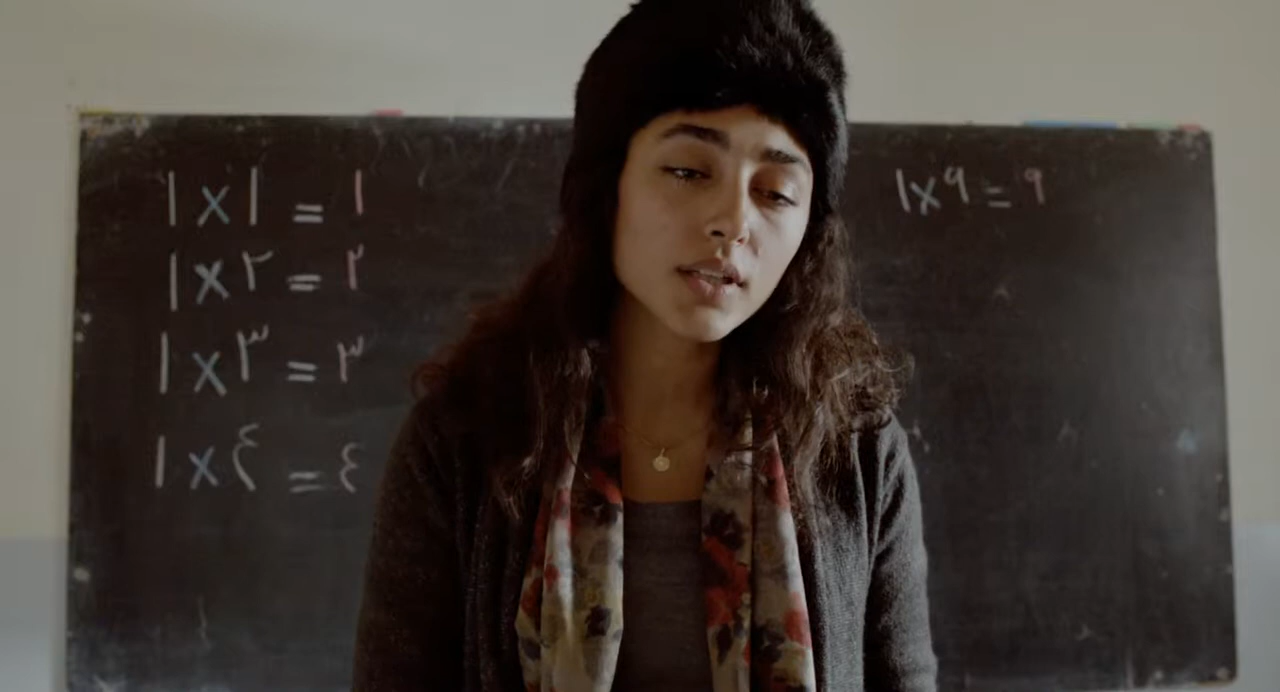 ١ x ١ = ١
١ x ٢ = ٢
١ x ٣ = ٣
١ x ٤ = ٤
١ x ٩ = ٩